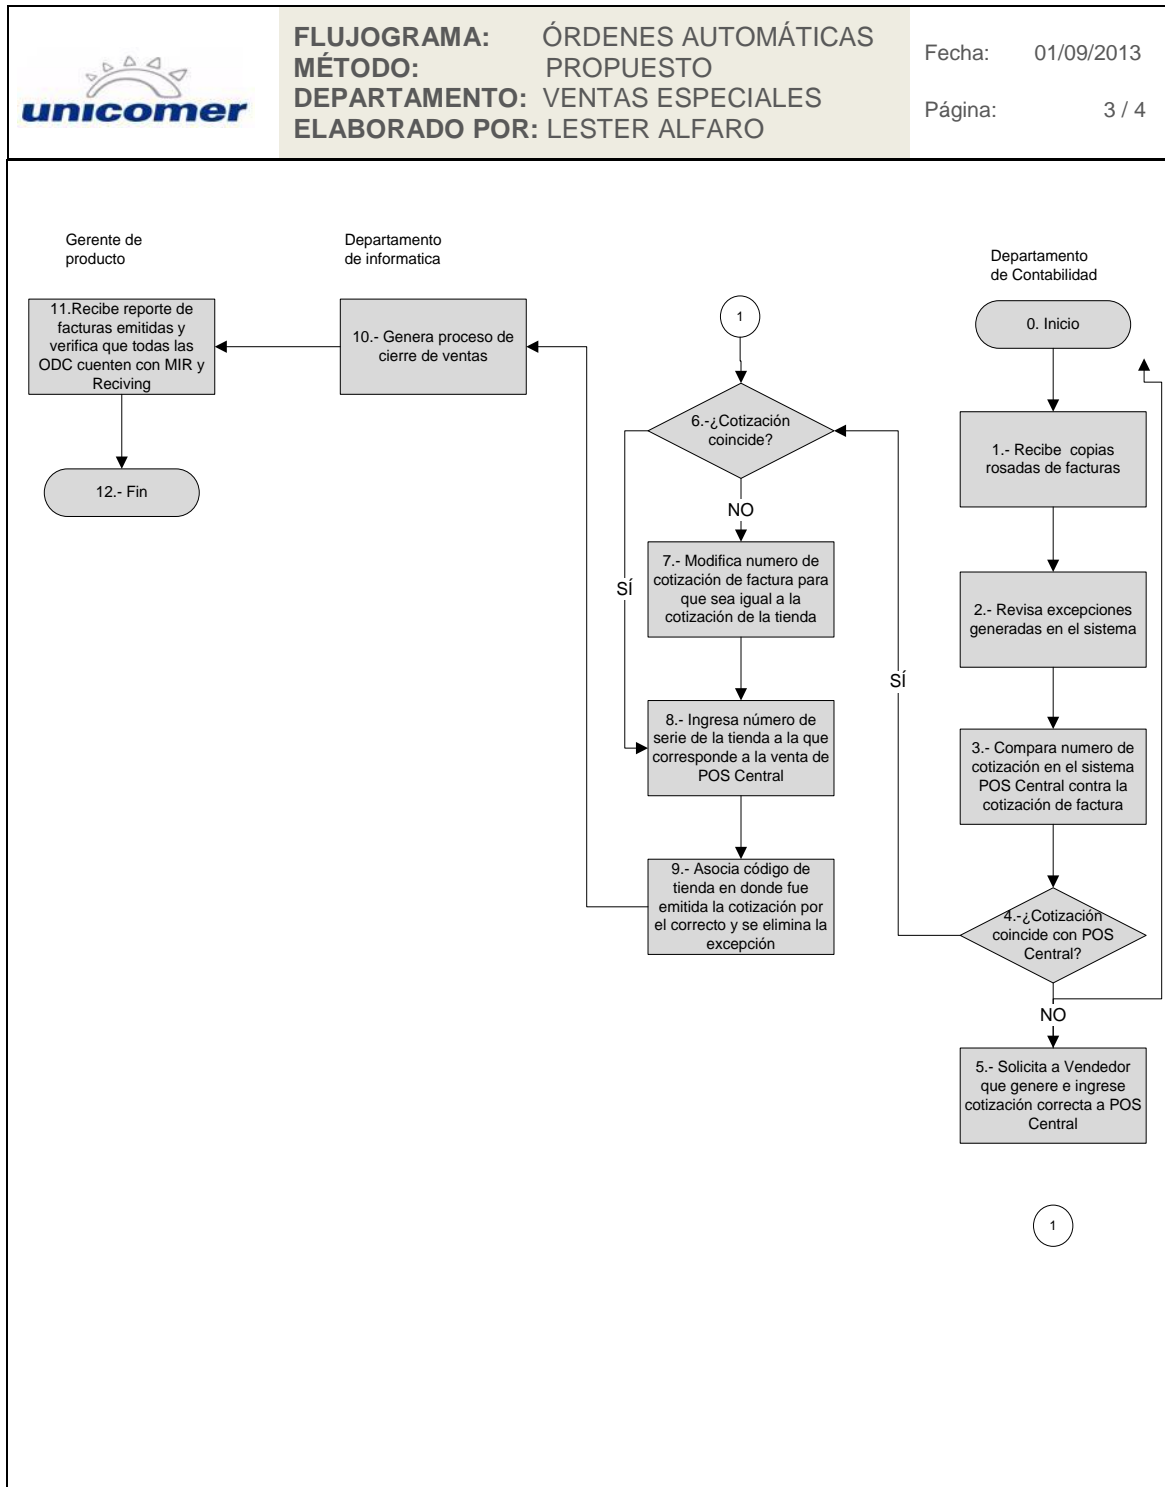 unicomer
FLUJOGRAMA: ÓRDENES AUTOMÁTICAS
MÉTODO: PROPUESTO
DEPARTAMENTO: VENTAS ESPECIALES
ELABORADO POR: LESTER ALFARO
Fecha: 01/09/2013
Página: 3 / 4
Gerente de
producto
11.Recibe reporte de
facturas emitidas y
verifica que todas las
ODC cuenten con MIR y
Reciving
12.- Fin
Departamento
de informatica
10.- Genera proceso de
cierre de ventas
1
6.-¿Cotización
coincide?
NO
SÍ
7.- Modifica numero de
cotización de factura para
que sea igual a la
cotización de la tienda
8.- Ingresa número de
serie de la tienda a la que
corresponde a la venta de
POS Central
9.- Asocia código de
tienda en donde fue
emitida la cotización por
el correcto y se elimina la
excepción
Departamento
de Contabilidad
0. Inicio
1.- Recibe copias
rosadas de facturas
2.- Revisa excepciones
generadas en el sistema
3.- Compara numero de
cotización en el sistema
POS Central contra la
cotización de factura
4.-¿Cotización
coincide con POS
Central?
SÍ
NO
5.- Solicita a Vendedor
que genere e ingrese
cotización correcta a POS
Central
1